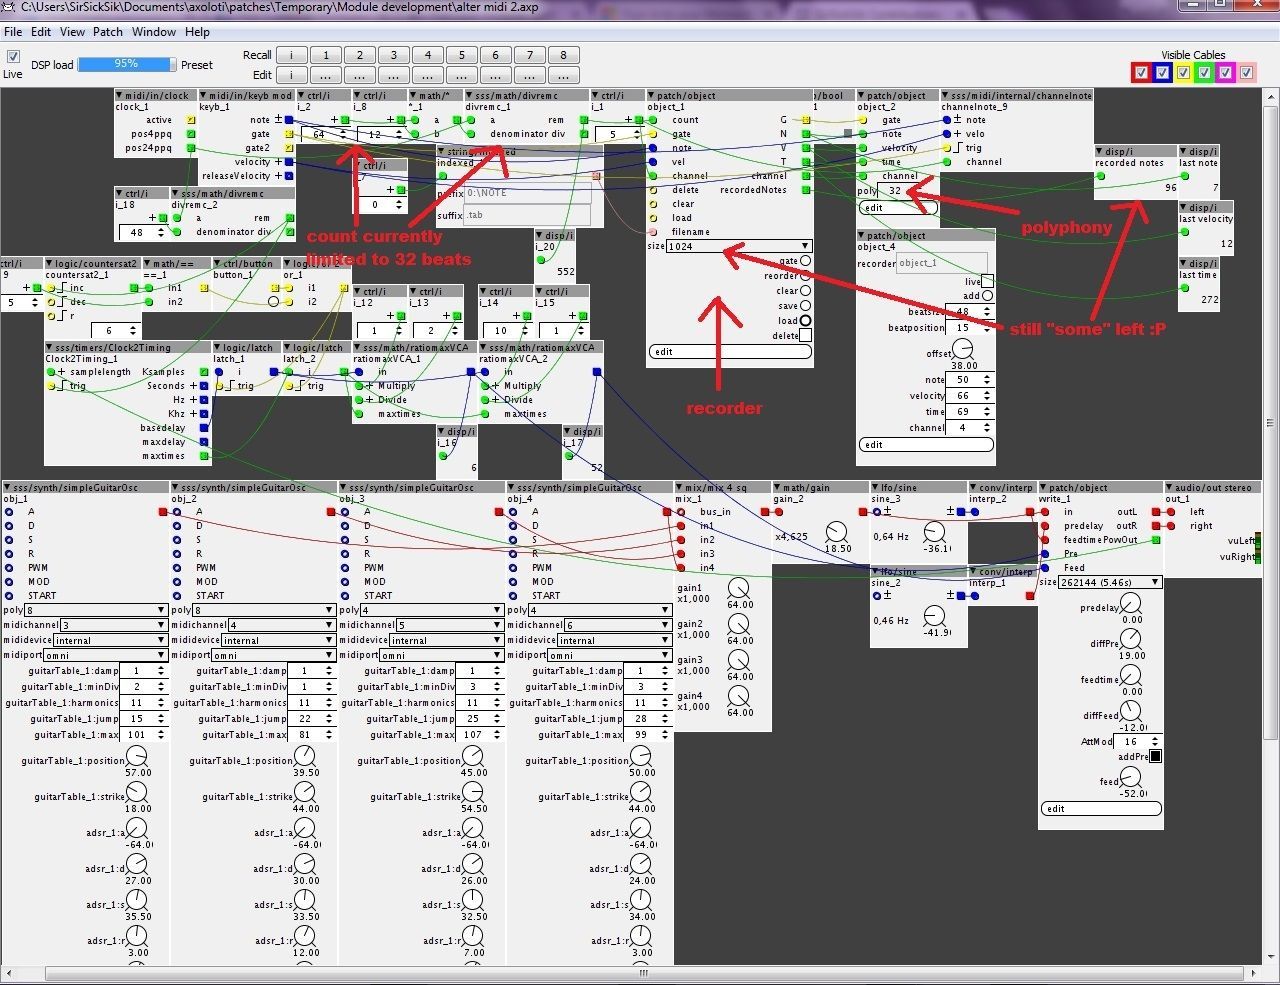 C:\Users\SirSickSik\Documents\axoloti\patches\Temporary\Module development\alter midi 2.axp
File Edit View Patch Window Help
Live DSP load 95% Preset
Recall i 1 2 3 4 5 6 7 8
Edit i ... ... ... ... ... ... ... ...
Visible Cables
midi/in/clock
clock_1
active
pos4ppq
pos24ppq
midi/in/keyb mod
keyb_1
note
gate
gate2
velocity
releaseVelocity
ctrl/i
i_2
64
ctrl/i
i_8
12
math/*
*_1
a
b
sss/math/divremc
divremc_1
a rem
denominator div
ctrl/i
i_1
5
patch/object
object_1
count G
gate N
note V
vel T
channel channel
delete recordedNotes
clear
load
filename
size 1024
gate
reorder
clear
save
load
delete
edit
/bool
patch/object
object_2
gate
note
velocity
time
channel
poly 32
edit
sss/midi/internal/channelnote
channelnote_9
note
velo
trig
channel
disp/i
recorded notes
96
disp/i
last note
7
disp/i
last velocity
12
disp/i
last time
272
ctrl/i
0
indexed
prefix 0:\NOTE
suffix .tab
ctrl/i
i_18
48
sss/math/divremc
divremc_2
a rem
denominator div
count currently
limited to 32 beats
polyphony
still "some" left :P
recorder
disp/i
i_20
552
ctrl/i
9
5
logic/countersat2
countersat2_1
inc
dec
r
6
math/==
==_1
in1
in2
ctrl/button
button_1
or_1
i1
i2
ctrl/i
i_12
1
ctrl/i
i_13
2
ctrl/i
i_14
10
ctrl/i
i_15
1
patch/object
object_4
recorder object_1
live
add
beatsize 48
beatposition 15
offset
38.00
note 50
velocity 66
time 69
channel 4
edit
sss/timers/Clock2Timing
Clock2Timing_1
samplelength Ksamples
trig Seconds
Hz
Khz
basedelay
maxdelay
maxtimes
logic/latch
latch_1
i
trig
logic/latch
latch_2
i
trig
sss/math/ratiomaxVCA
ratiomaxVCA_1
in
Multiply
Divide
maxtimes
sss/math/ratiomaxVCA
ratiomaxVCA_2
in
Multiply
Divide
maxtimes
disp/i
i_16
6
disp/i
i_17
52
sss/synth/simpleGuitarOsc
obj_1
A
D
S
R
PWM
MOD
START
poly 8
midichannel 3
mididevice internal
midiport omni
guitarTable_1:damp 1
guitarTable_1:minDiv 2
guitarTable_1:harmonics 11
guitarTable_1:jump 15
guitarTable_1:max 101
guitarTable_1:position
57.00
guitarTable_1:strike
18.00
adsr_1:a
-64.0
adsr_1:d
27.00
adsr_1:s
35.50
adsr_1:r
3.00
sss/synth/simpleGuitarOsc
obj_2
A
D
S
R
PWM
MOD
START
poly 8
midichannel 4
mididevice internal
midiport omni
guitarTable_1:damp 1
guitarTable_1:minDiv 1
guitarTable_1:harmonics 11
guitarTable_1:jump 22
guitarTable_1:max 81
guitarTable_1:position
39.50
guitarTable_1:strike
44.00
adsr_1:a
-64.0
adsr_1:d
30.00
adsr_1:s
33.50
adsr_1:r
12.00
sss/synth/simpleGuitarOsc
obj_3
A
D
S
R
PWM
MOD
START
poly 4
midichannel 5
mididevice internal
midiport omni
guitarTable_1:damp 1
guitarTable_1:minDiv 3
guitarTable_1:harmonics 11
guitarTable_1:jump 25
guitarTable_1:max 107
guitarTable_1:position
45.00
guitarTable_1:strike
54.50
adsr_1:a
-64.0
adsr_1:d
26.00
adsr_1:s
32.50
adsr_1:r
7.00
sss/synth/simpleGuitarOsc
obj_4
A
D
S
R
PWM
MOD
START
poly 4
midichannel 6
mididevice internal
midiport omni
guitarTable_1:damp 1
guitarTable_1:minDiv 3
guitarTable_1:harmonics 11
guitarTable_1:jump 28
guitarTable_1:max 99
guitarTable_1:position
50.00
guitarTable_1:strike
44.00
adsr_1:a
-64.0
adsr_1:d
24.00
adsr_1:s
34.00
adsr_1:r
3.00
mix/mix 4 sq
mix_1
bus_in
in1
in2
in3
in4
gain1
x1,000 64.00
gain2
x1,000 64.00
gain3
x1,000 64.00
gain4
x1,000 64.00
math/gain
gain_2
x4,625 18.50
lfo/sine
sine_3
0,64 Hz -36.1
conv/interp
interp_2
lfo/sine
sine_2
0,46 Hz -41.9
conv/interp
interp_1
patch/object
write_1
in outL
predelay outR
feedtime PowOut
Pre
Feed
size 262144 (5.46s)
predelay
0.00
diffPre
19.00
feedtime
0.00
diffFeed
-12.0
AttMod 16
addPre
feed
-52.0
edit
audio/out stereo
out_1
left
right
vuLeft
vuRight